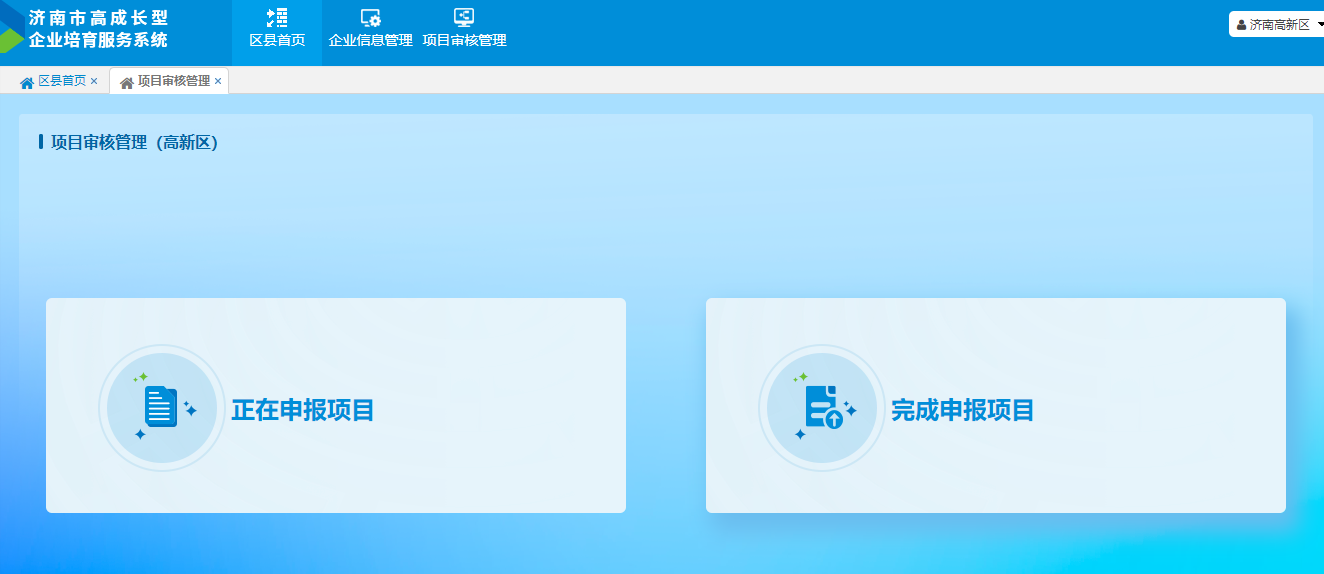 济南市高成长型
企业培育服务系统
区县首页
企业信息管理
项目审核管理
济南高新区
区县首页 ×
项目审核管理 ×
项目审核管理（高新区）
正在申报项目
完成申报项目